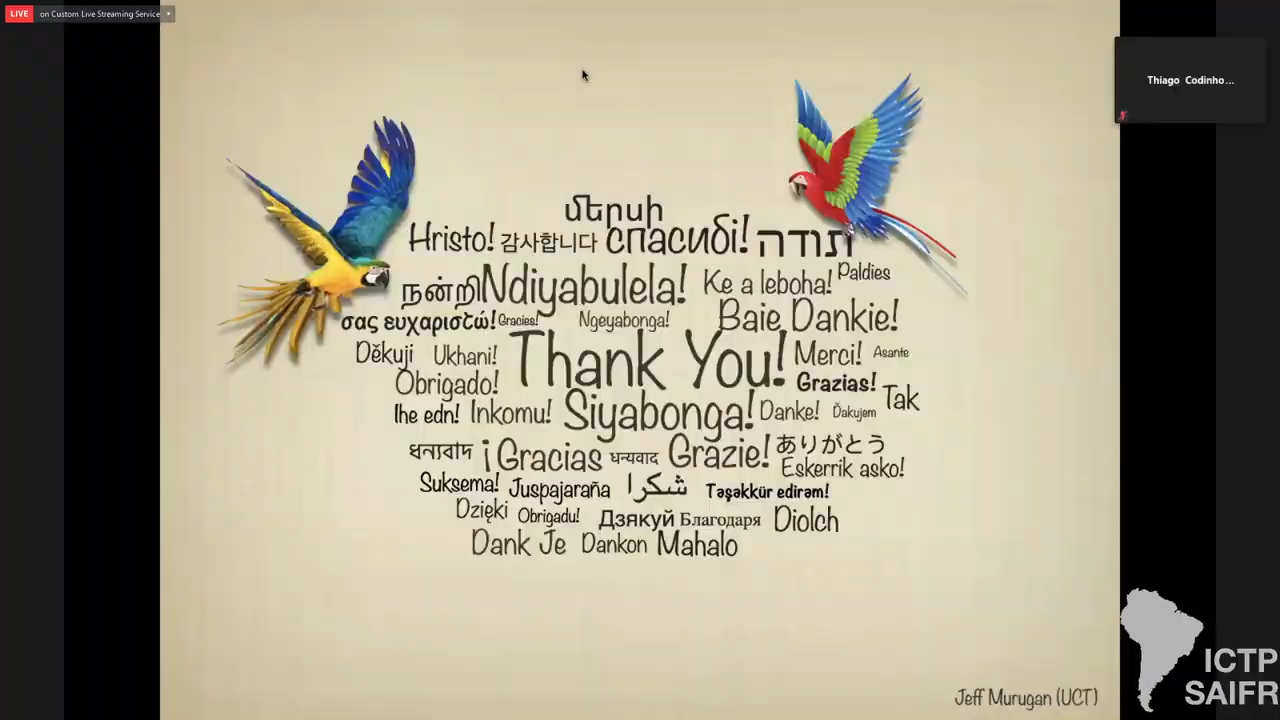 LIVE on Custom Live Streaming Service
Thiago Codinho...
մերսի
Hristo! 감사합니다 спасибі! תודה
நன்றி Ndiyabulela! Ke a leboha! Paldies
σας ευχαριστώ! Gracies! Ngeyabonga! Baie Dankie!
Děkuji Ukhani! Thank You! Merci! Asante
Obrigado! Grazias!
Ihe edn! Inkomu! Siyabonga! Danke! Ďakujem Tak
ধন্যবাদ ¡Gracias धन्यवाद Grazie! ありがとう
Eskerrik asko!
Suksema! Juspajaraña شكرا Təşəkkür edirəm!
Dzięki Obrigadu! Дзякуй Благодаря Diolch
Dank Je Dankon Mahalo
Jeff Murugan (UCT)
ICTP
SAIFR